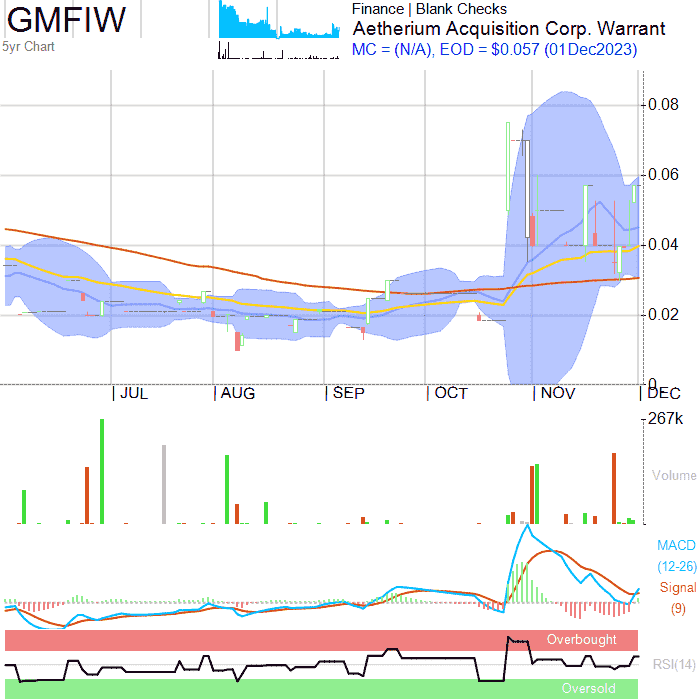 GMFIW
5yr Chart
Finance | Blank Checks
Aetherium Acquisition Corp. Warrant
MC = (N/A), EOD = $0.057 (01Dec2023)
0.08
0.06
0.04
0.02
0
JUL AUG SEP OCT NOV DEC
267k
Volume
MACD
(12-26)
Signal
(9)
Overbought
RSI(14)
Oversold